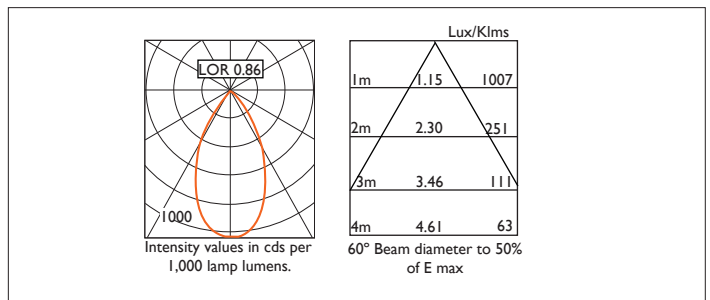 LOR 0.86
1000
Intensity values in cds per
1,000 lamp lumens.
Lux/Klms
1m 1.15 1007
2m 2.30 251
3m 3.46 111
4m 4.61 63
60º Beam diameter to 50%
of E max